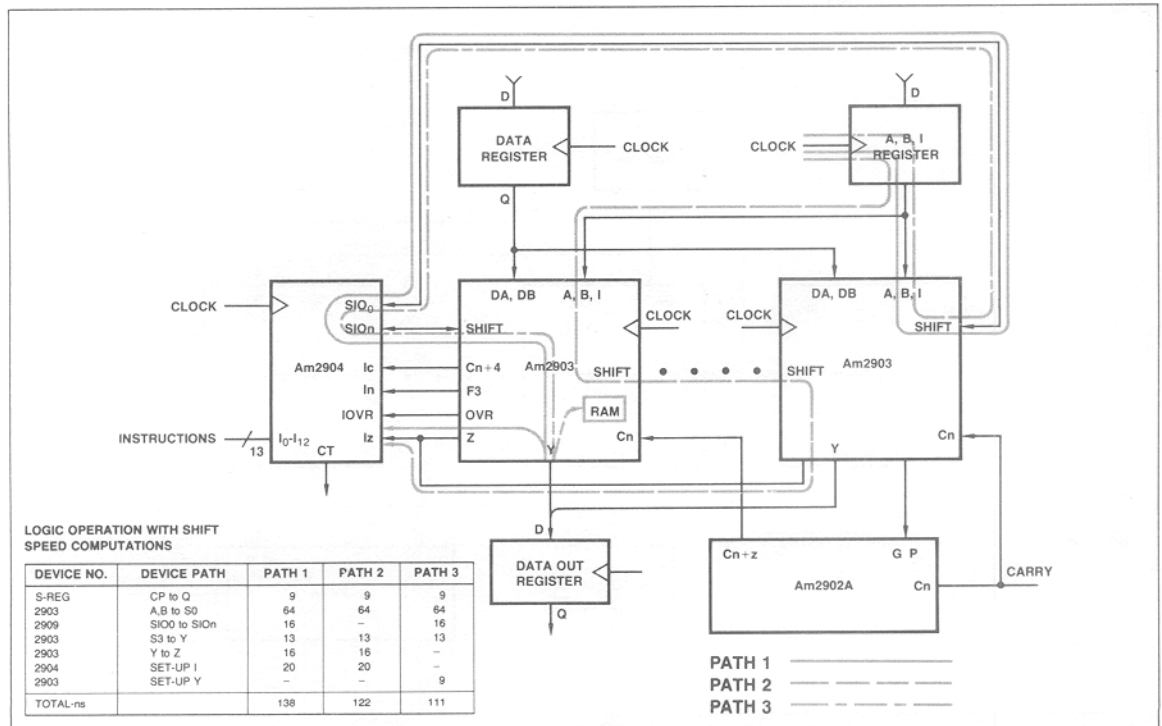 D
D
DATA
REGISTER
CLOCK
CLOCK
A, B, I
REGISTER
Q
DA, DB
A, B, I
DA, DB
A, B, I
CLOCK
SIO0
CLOCK
CLOCK
SHIFT
SIOn
SHIFT
Am2904
Ic
Cn+4
Am2903
SHIFT
SHIFT
Am2903
In
F3
IOVR
OVR
RAM
INSTRUCTIONS
13
I0-I12
Iz
Z
Cn
Cn
CT
Y
Y
LOGIC OPERATION WITH SHIFT
SPEED COMPUTATIONS
D
DATA OUT
REGISTER
Q
Cn+z
G P
Am2902A
Cn
CARRY
DEVICE NO. DEVICE PATH PATH 1 PATH 2 PATH 3
S-REG CP to Q 9 9 9
2903 A,B to S0 64 64 64
2909 SIO0 to SIOn 16 – 16
2903 S3 to Y 13 13 13
2903 Y to Z 16 16 –
2904 SET-UP I 20 20 –
2903 SET-UP Y – – 9
TOTAL-ns 138 122 111
PATH 1
PATH 2
PATH 3